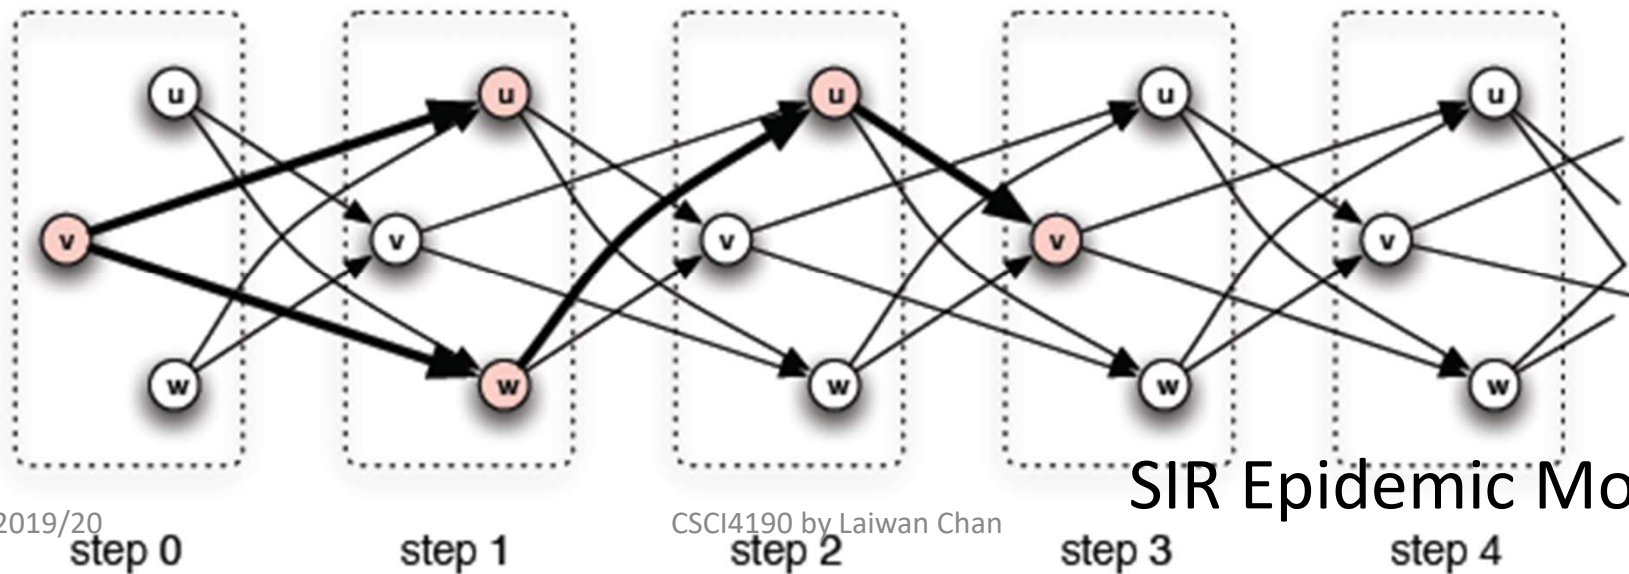 u u u u u
v v v v v
w w w w w
SIR Epidemic Mo
2019/20 CSCI4190 by Laiwan Chan
step 0 step 1 step 2 step 3 step 4